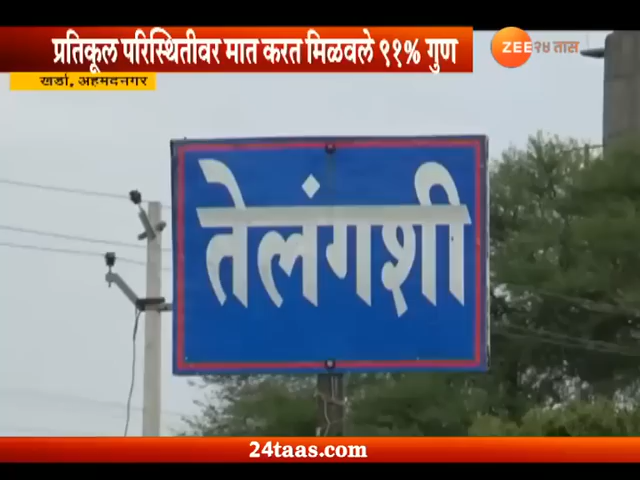 प्रतिकूल परिस्थितीवर मात करत मिळवले ९१% गुण
ZEE २४ तास
खर्डा, अहमदनगर
तेलंगशी
24taas.com